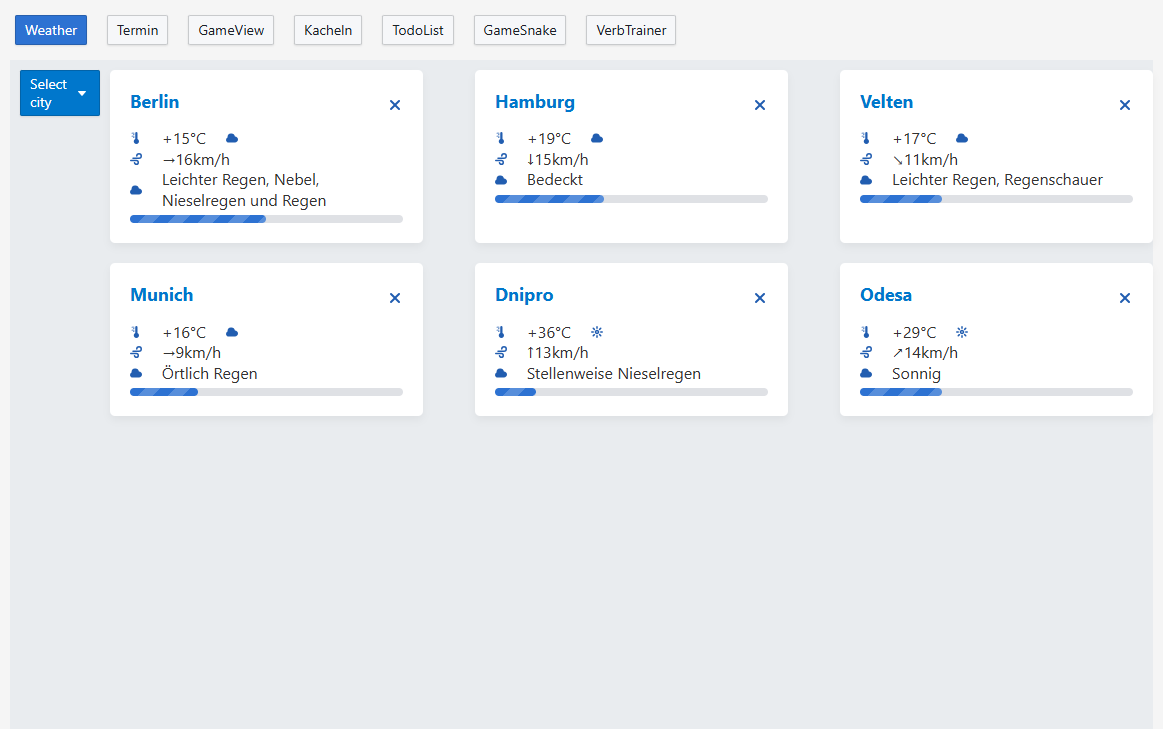 Weather Termin GameView Kacheln TodoList GameSnake VerbTrainer
Select
city
Berlin
+15°C
→16km/h
Leichter Regen, Nebel,
Nieselregen und Regen
Hamburg
+19°C
↓15km/h
Bedeckt
Velten
+17°C
↘11km/h
Leichter Regen, Regenschauer
Munich
+16°C
→9km/h
Örtlich Regen
Dnipro
+36°C
↑13km/h
Stellenweise Nieselregen
Odesa
+29°C
↗14km/h
Sonnig